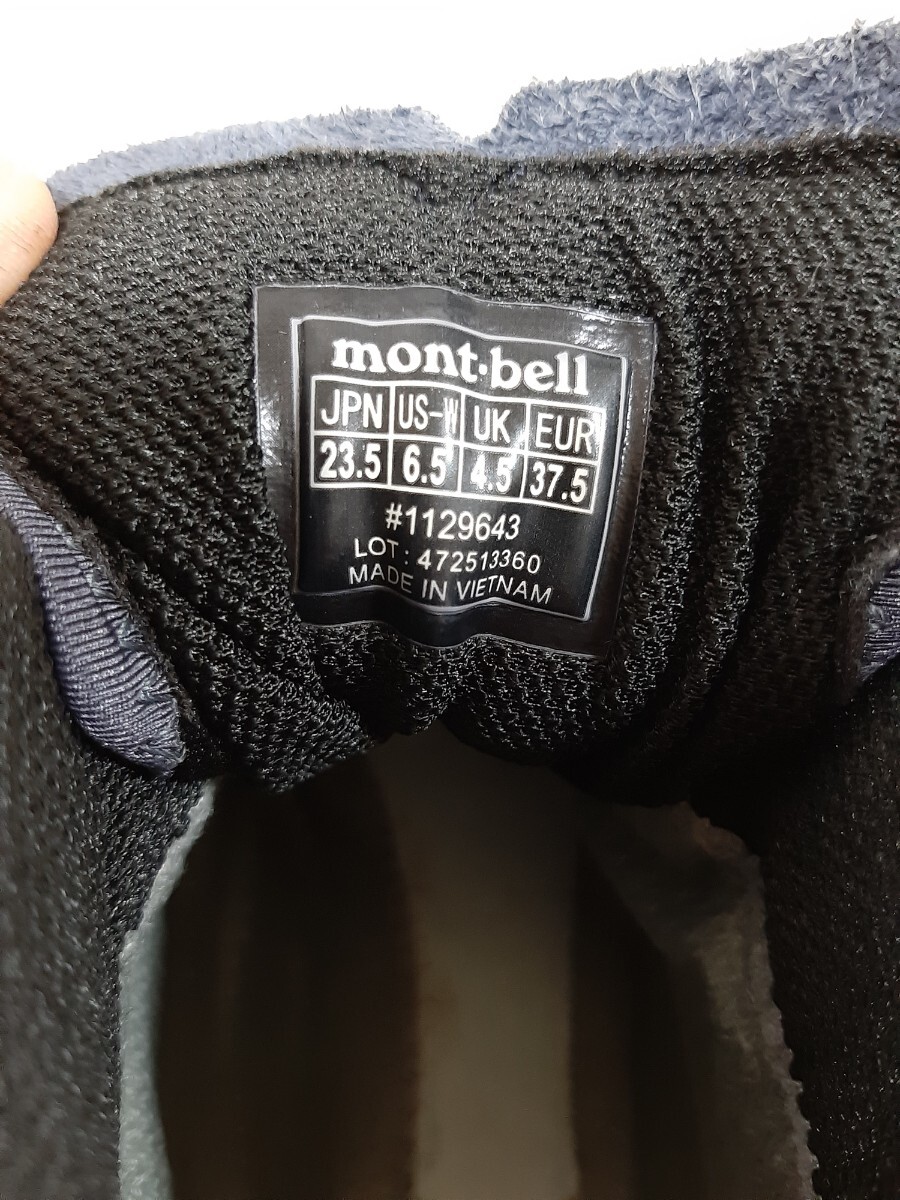 mont·bell
JPN US-W UK EUR
23.5 6.5 4.5 37.5
#1129643
LOT : 472513360
MADE IN VIETNAM